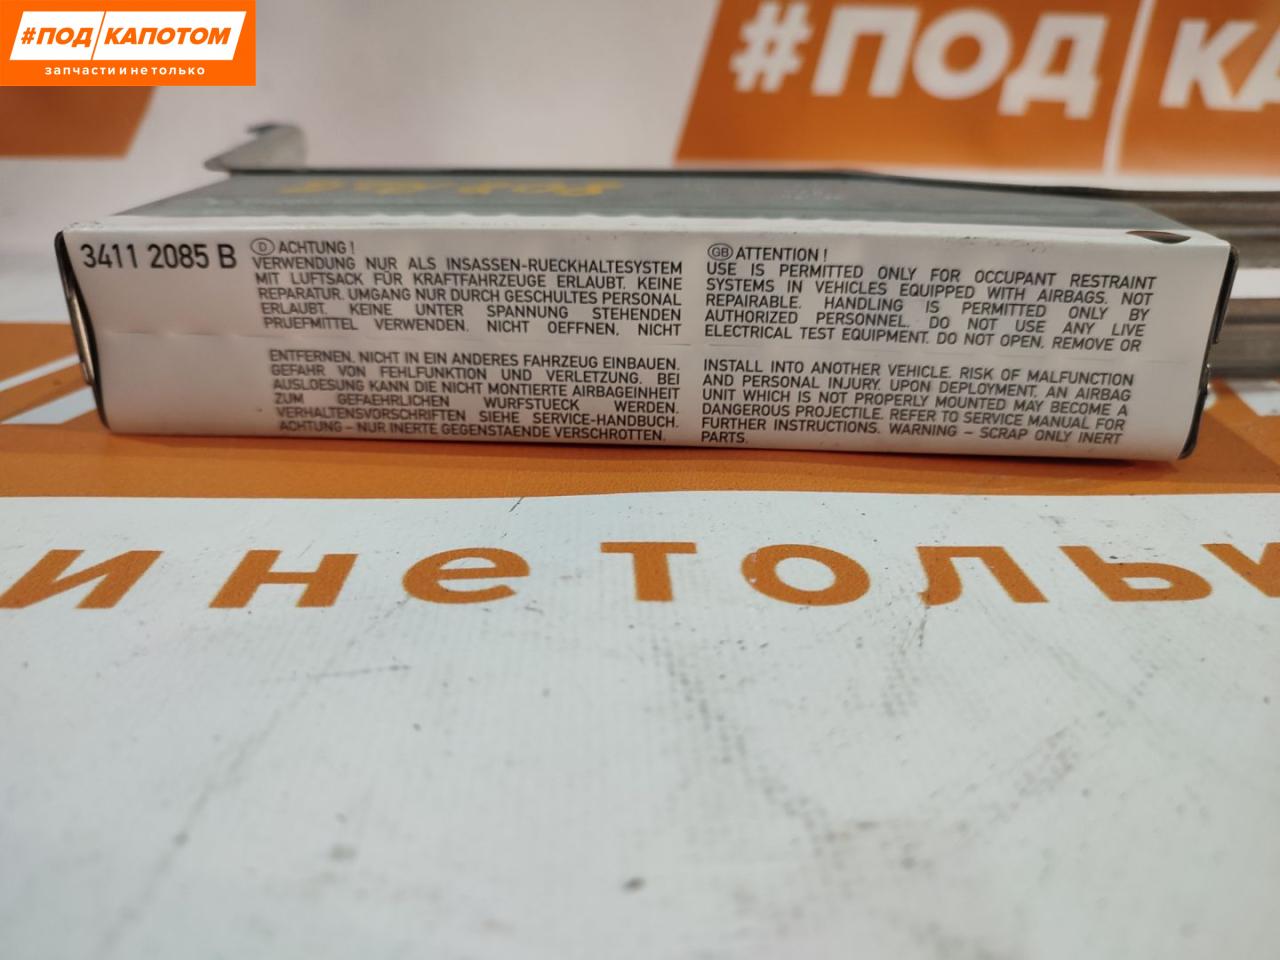 #ПОД КАПОТОМ
запчасти и не только
#ПОД КА
3411 2085 B
D ACHTUNG !
VERWENDUNG NUR ALS INSASSEN-RUECKHALTESYSTEM
MIT LUFTSACK FÜR KRAFTFAHRZEUGE ERLAUBT. KEINE
REPARATUR. UMGANG NUR DURCH GESCHULTES PERSONAL
ERLAUBT. KEINE UNTER SPANNUNG STEHENDEN
PRUEFMITTEL VERWENDEN. NICHT OEFFNEN, NICHT
ENTFERNEN, NICHT IN EIN ANDERES FAHRZEUG EINBAUEN.
GEFAHR VON FEHLFUNKTION UND VERLETZUNG. BEI
AUSLOESUNG KANN DIE NICHT MONTIERTE AIRBAGEINHEIT
ZUM GEFAEHRLICHEN WURFSTUECK WERDEN.
VERHALTENSVORSCHRIFTEN SIEHE SERVICE-HANDBUCH.
ACHTUNG – NUR INERTE GEGENSTAENDE VERSCHROTTEN.
GB ATTENTION !
USE IS PERMITTED ONLY FOR OCCUPANT RESTRAINT
SYSTEMS IN VEHICLES EQUIPPED WITH AIRBAGS. NOT
REPAIRABLE. HANDLING IS PERMITTED ONLY BY
AUTHORIZED PERSONNEL. DO NOT USE ANY LIVE
ELECTRICAL TEST EQUIPMENT. DO NOT OPEN, REMOVE OR
INSTALL INTO ANOTHER VEHICLE. RISK OF MALFUNCTION
AND PERSONAL INJURY. UPON DEPLOYMENT, AN AIRBAG
UNIT WHICH IS NOT PROPERLY MOUNTED MAY BECOME A
DANGEROUS PROJECTILE. REFER TO SERVICE MANUAL FOR
FURTHER INSTRUCTIONS. WARNING – SCRAP ONLY INERT
PARTS.
и не тольк